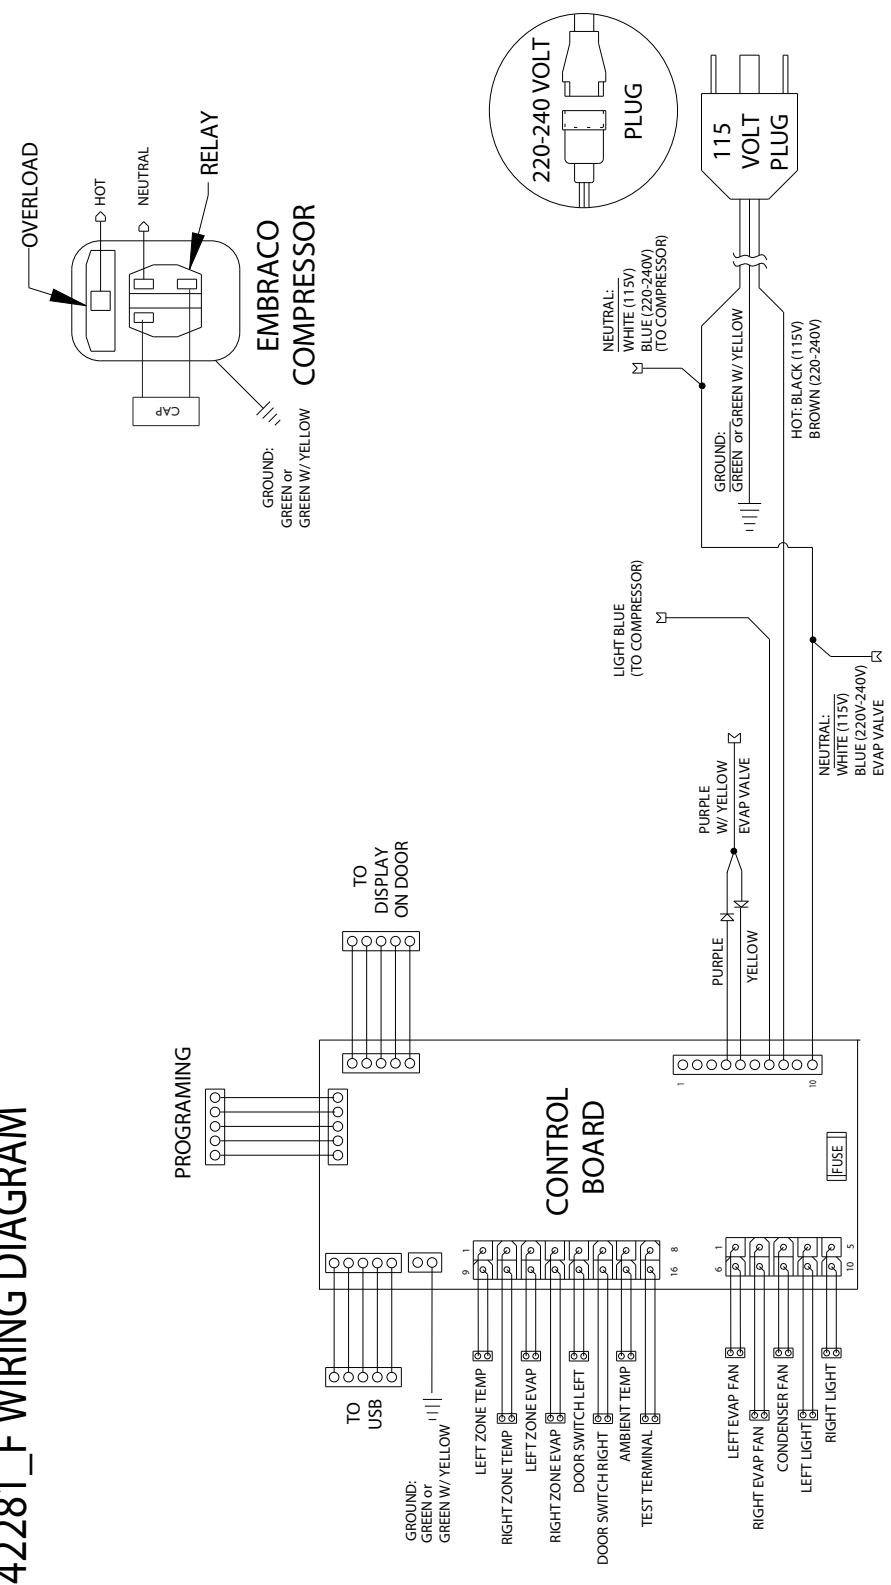 42281_F WIRING DIAGRAM
PROGRAMING
OVERLOAD
HOT
NEUTRAL
RELAY
CAP
EMBRACO
COMPRESSOR
GROUND:
GREEN or
GREEN W/ YELLOW
TO
USB
TO
DISPLAY
ON DOOR
GROUND:
GREEN or
GREEN W/ YELLOW
9
1
LEFT ZONE TEMP
RIGHT ZONE TEMP
LEFT ZONE EVAP
RIGHT ZONE EVAP
DOOR SWITCH LEFT
DOOR SWITCH RIGHT
AMBIENT TEMP
TEST TERMINAL
16
8
CONTROL
BOARD
1
10
FUSE
6
1
LEFT EVAP FAN
RIGHT EVAP FAN
CONDENSER FAN
LEFT LIGHT
RIGHT LIGHT
10
5
PURPLE
YELLOW
PURPLE
W/ YELLOW
EVAP VALVE
LIGHT BLUE
(TO COMPRESSOR)
NEUTRAL:
WHITE (115V)
BLUE (220V-240V)
EVAP VALVE
NEUTRAL:
WHITE (115V)
BLUE (220-240V)
(TO COMPRESSOR)
GROUND:
GREEN or GREEN W/ YELLOW
HOT: BLACK (115V)
BROWN (220-240V)
220-240 VOLT
PLUG
115
VOLT
PLUG